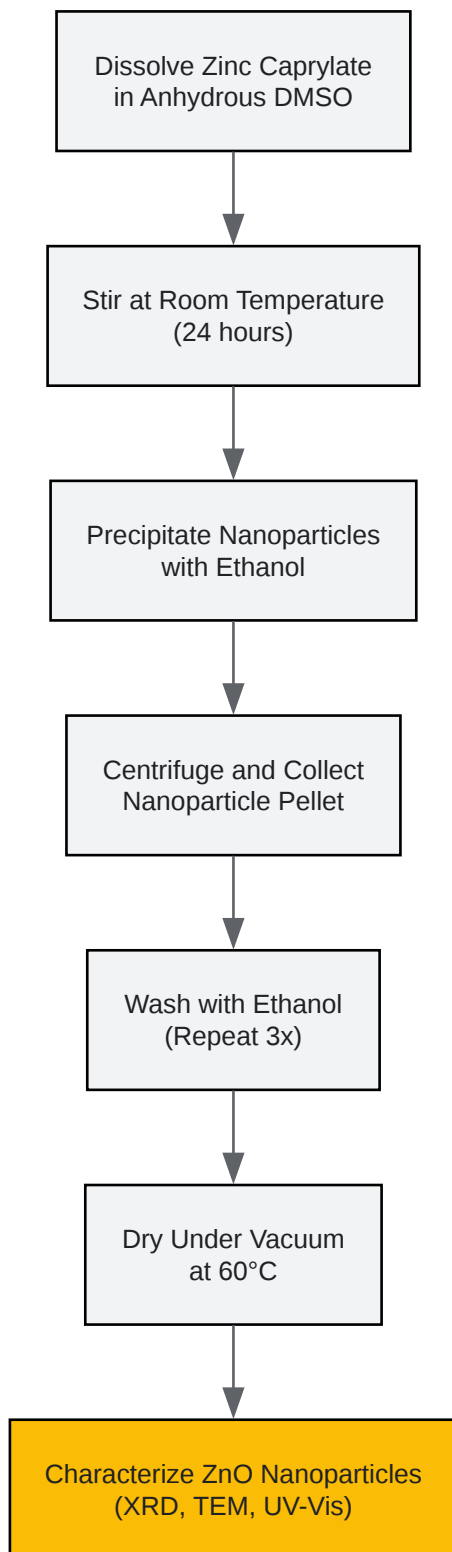 Dissolve Zinc Caprylate
in Anhydrous DMSO
Stir at Room Temperature
(24 hours)
Precipitate Nanoparticles
with Ethanol
Centrifuge and Collect
Nanoparticle Pellet
Wash with Ethanol
(Repeat 3x)
Dry Under Vacuum
at 60°C
Characterize ZnO Nanoparticles
(XRD, TEM, UV-Vis)